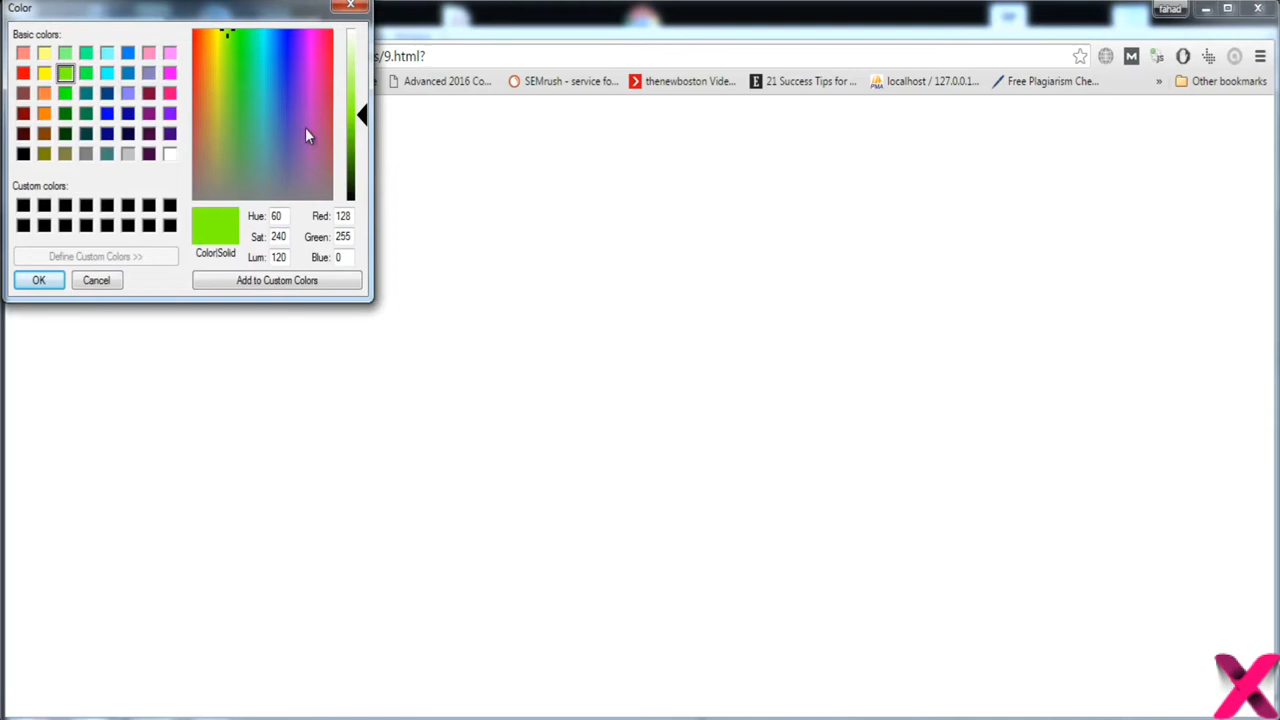 Color
fahad
Basic colors:
s/9.html?
M
Advanced 2016 Co...
SEMrush - service fo...
thenewboston Vide...
E
21 Success Tips for ...
PMA
localhost / 127.0.0.1...
Free Plagiarism Che...
»
Other bookmarks
js
Custom colors:
Hue: 60
Red: 128
Sat: 240
Green: 255
Color|Solid
Lum: 120
Blue: 0
Define Custom Colors >>
OK
Cancel
Add to Custom Colors
X